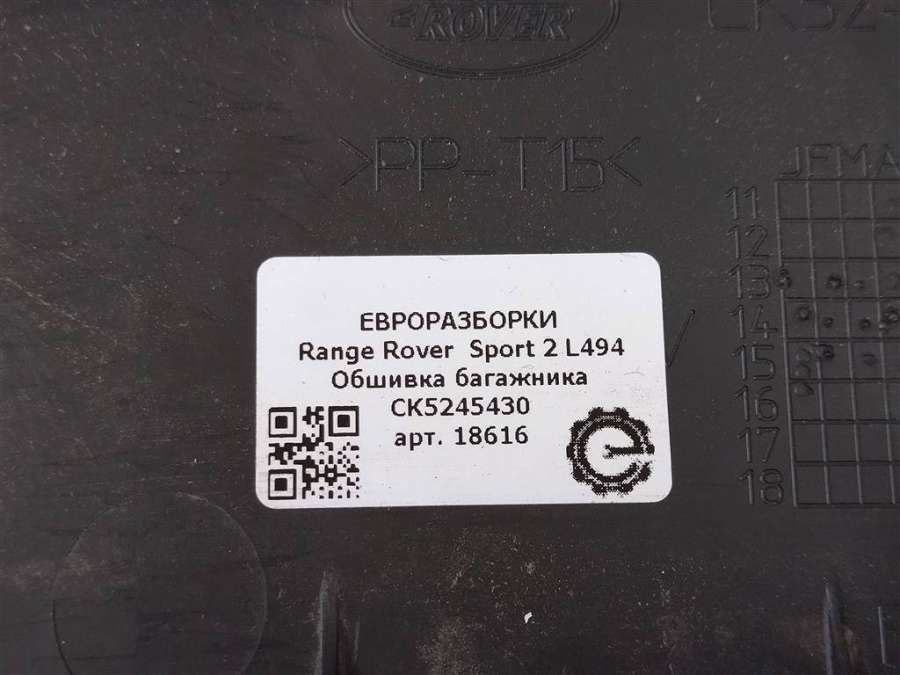 ROVER
>PP-T15<
JFMA
11
12
13
14
15
16
17
18
ЕВРОРАЗБОРКИ
Range Rover Sport 2 L494
Обшивка багажника
CK5245430
арт. 18616